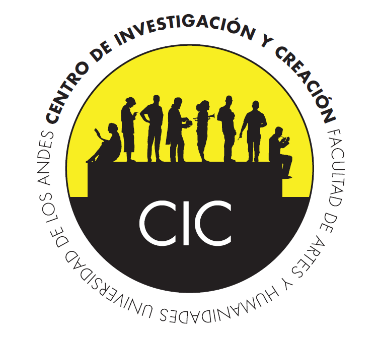 CENTRO DE INVESTIGACIÓN Y CREACIÓN
FACULTAD DE ARTES Y HUMANIDADES UNIVERSIDAD DE LOS ANDES
CIC